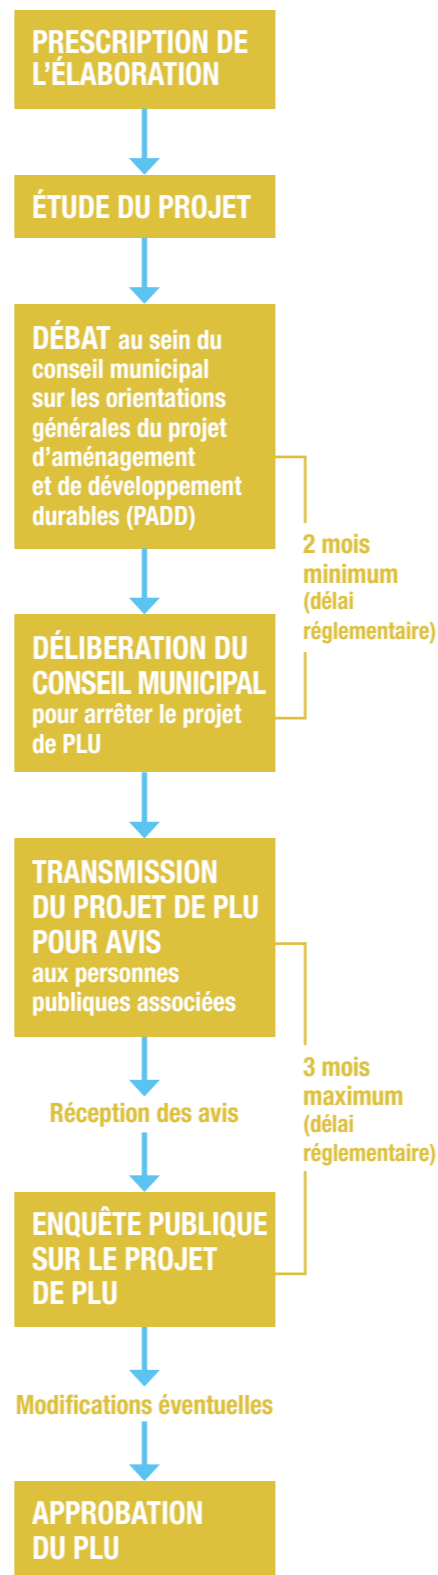 PRESCRIPTION DE
L'ÉLABORATION
ÉTUDE DU PROJET
DÉBAT au sein du
conseil municipal
sur les orientations
générales du projet
d'aménagement
et de développement
durables (PADD)
2 mois
minimum
(délai
réglementaire)
DÉLIBERATION DU
CONSEIL MUNICIPAL
pour arrêter le projet
de PLU
TRANSMISSION
DU PROJET DE PLU
POUR AVIS
aux personnes
publiques associées
3 mois
maximum
(délai
réglementaire)
Réception des avis
ENQUÊTE PUBLIQUE
SUR LE PROJET
DE PLU
Modifications éventuelles
APPROBATION
DU PLU